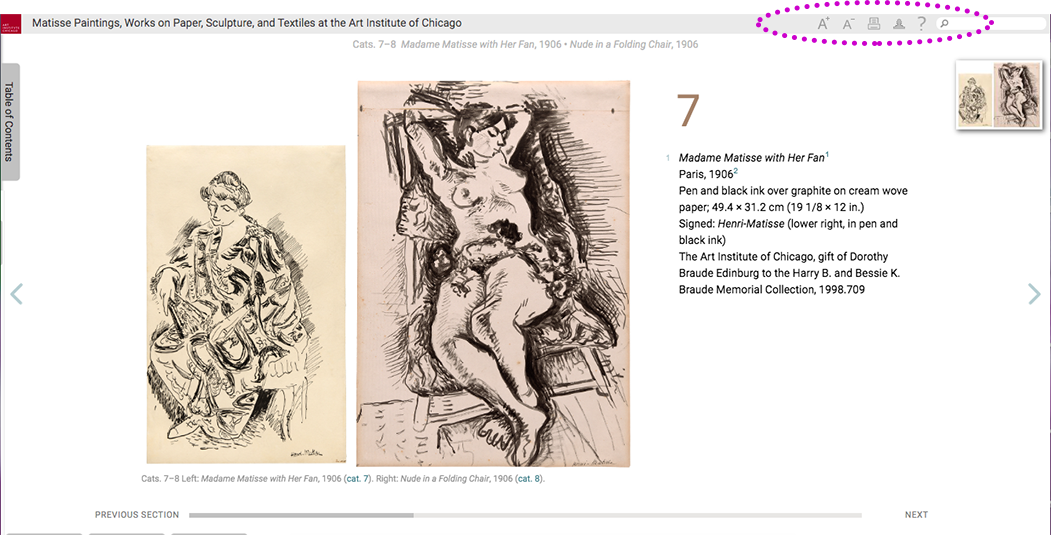 Matisse Paintings, Works on Paper, Sculpture, and Textiles at the Art Institute of Chicago
A+ A- ?
Cats. 7–8 Madame Matisse with Her Fan, 1906 • Nude in a Folding Chair, 1906
Table of Contents
7
1 Madame Matisse with Her Fan1
Paris, 19062
Pen and black ink over graphite on cream wove
paper; 49.4 × 31.2 cm (19 1/8 × 12 in.)
Signed: Henri-Matisse (lower right, in pen and
black ink)
The Art Institute of Chicago, gift of Dorothy
Braude Edinburg to the Harry B. and Bessie K.
Braude Memorial Collection, 1998.709
Cats. 7–8 Left: Madame Matisse with Her Fan, 1906 (cat. 7). Right: Nude in a Folding Chair, 1906 (cat. 8).
PREVIOUS SECTION
NEXT